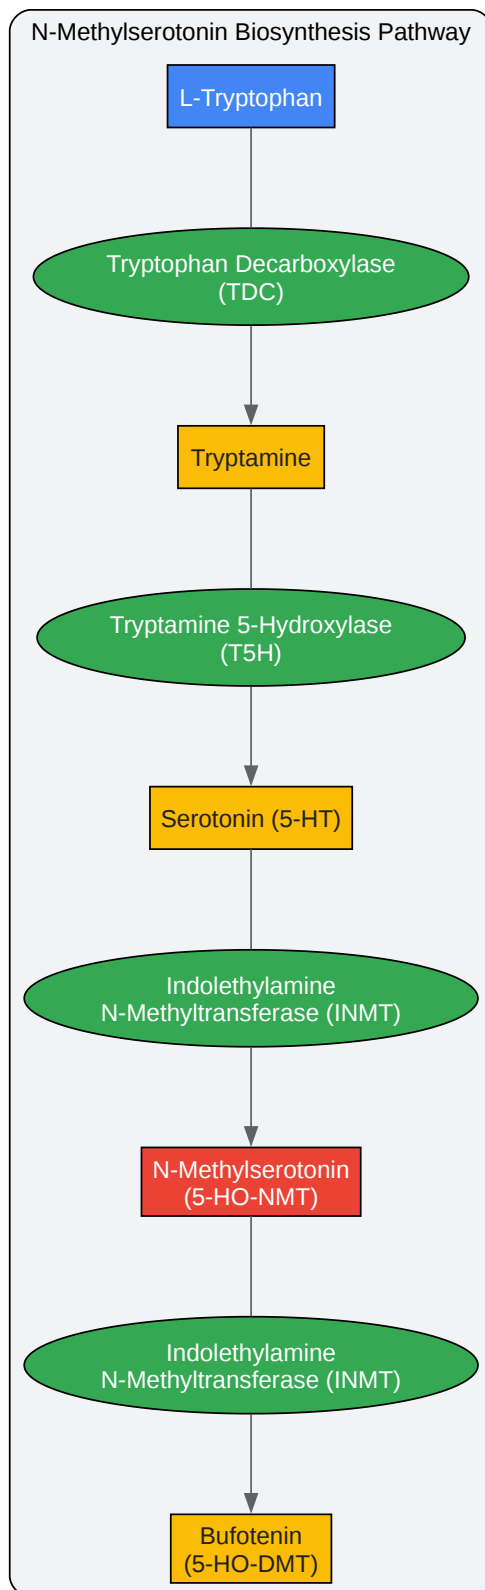 N-Methylserotonin Biosynthesis Pathway
L-Tryptophan
Tryptophan Decarboxylase
(TDC)
Tryptamine
Tryptamine 5-Hydroxylase
(T5H)
Serotonin (5-HT)
Indolethylamine
N-Methyltransferase (INMT)
N-Methylserotonin
(5-HO-NMT)
Indolethylamine
N-Methyltransferase (INMT)
Bufotenin
(5-HO-DMT)